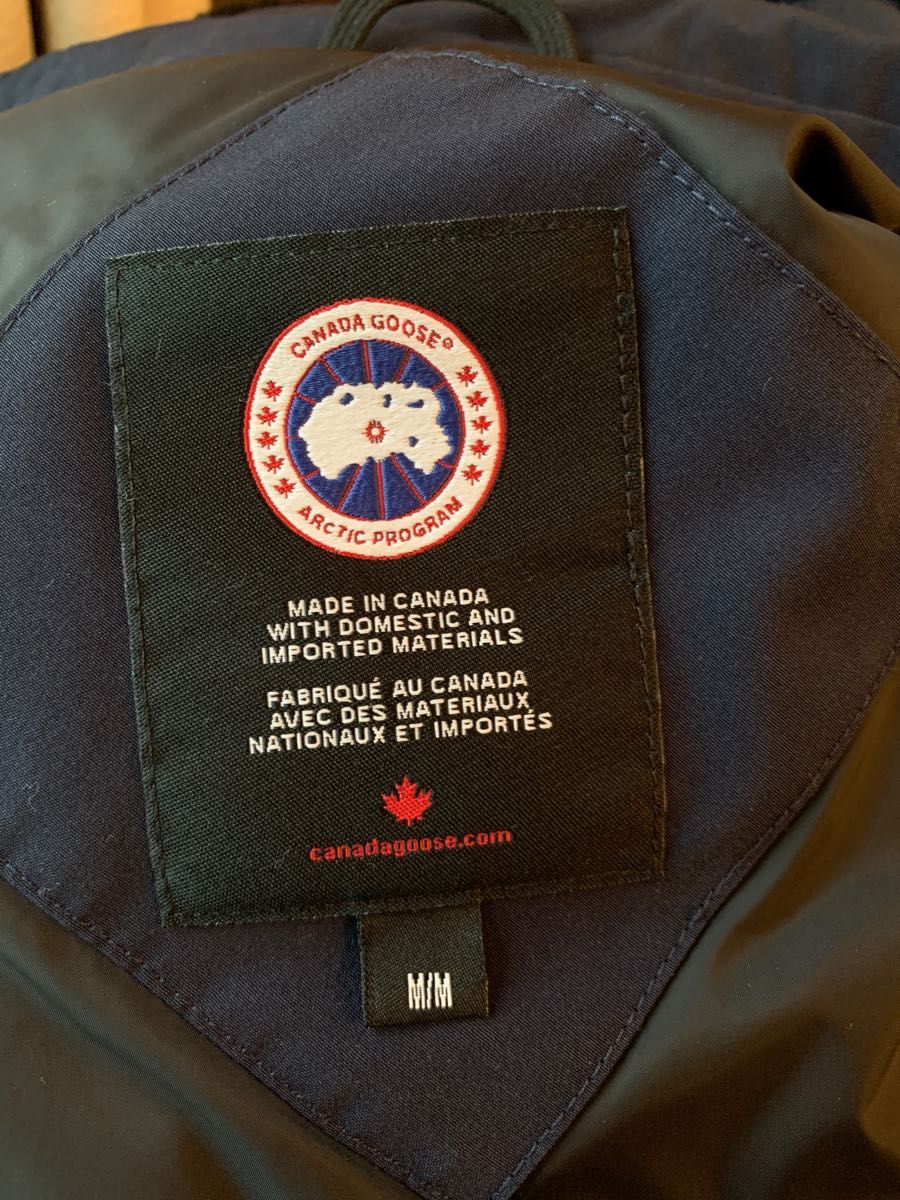 CANADA GOOSE®
ARCTIC PROGRAM
MADE IN CANADA
WITH DOMESTIC AND
IMPORTED MATERIALS
FABRIQUÉ AU CANADA
AVEC DES MATERIAUX
NATIONAUX ET IMPORTÉS
canadagoose.com
M/M